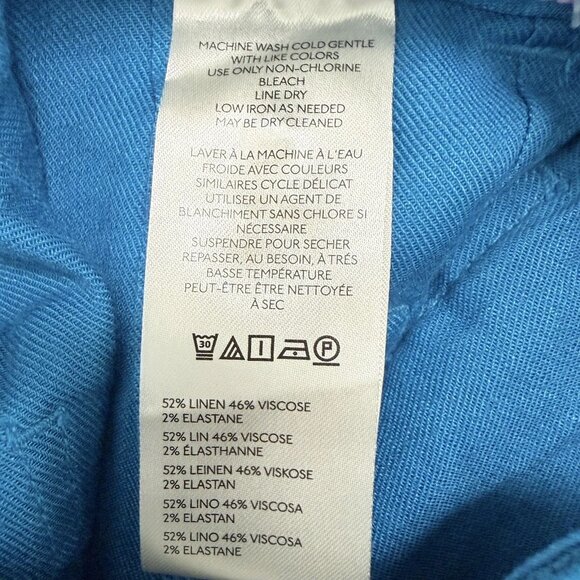 MACHINE WASH COLD GENTLE
WITH LIKE COLORS
USE ONLY NON-CHLORINE
BLEACH
LINE DRY
LOW IRON AS NEEDED
MAY BE DRY CLEANED
LAVER À LA MACHINE À L'EAU
FROIDE AVEC COULEURS
SIMILAIRES CYCLE DÉLICAT
UTILISER UN AGENT DE
BLANCHIMENT SANS CHLORE SI
NÉCESSAIRE
SUSPENDRE POUR SECHER
REPASSER, AU BESOIN, À TRÉS
BASSE TEMPÉRATURE
PEUT-ÊTRE ÊTRE NETTOYÉE
À SEC
30 P
52% LINEN 46% VISCOSE
2% ELASTANE
52% LIN 46% VISCOSE
2% ÉLASTHANNE
52% LEINEN 46% VISKOSE
2% ELASTAN
52% LINO 46% VISCOSA
2% ELASTAN
52% LINO 46% VISCOSA
2% ELASTANE